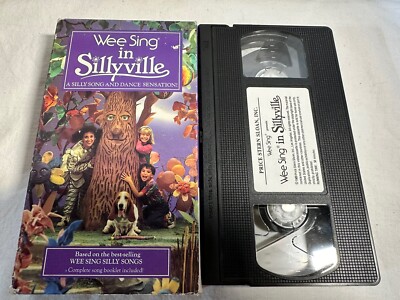 Wee Sing®
in
Sillyville
A SILLY SONG AND DANCE SENSATION!
Based on the best-selling
WEE SING SILLY SONGS
Complete song booklet included!
PRICE STERN SLOAN, INC.
presents
Wee Sing® in Sillyville